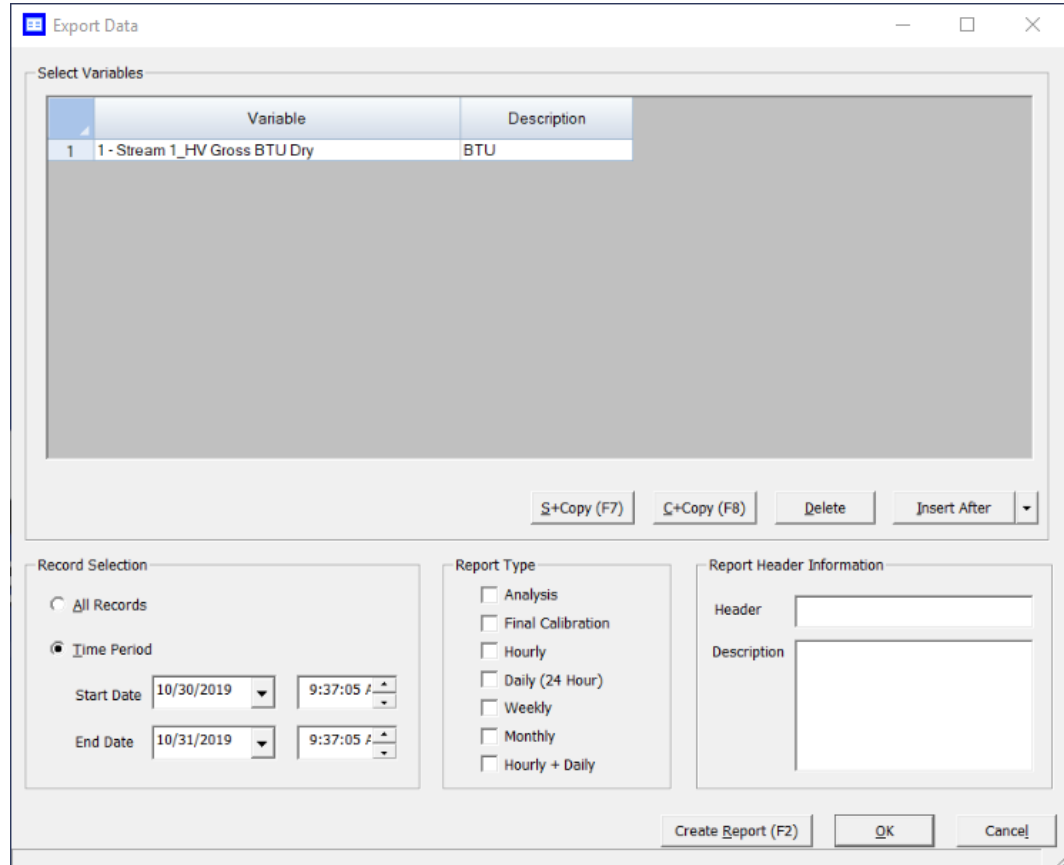 Export Data
Select Variables
Variable Description
1 1 - Stream 1_HV Gross BTU Dry BTU
S+Copy (F7) C+Copy (F8) Delete Insert After
Record Selection
All Records
Time Period
Start Date 10/30/2019 9:37:05 A
End Date 10/31/2019 9:37:05 A
Report Type
Analysis
Final Calibration
Hourly
Daily (24 Hour)
Weekly
Monthly
Hourly + Daily
Report Header Information
Header
Description
Create Report (F2) OK Cancel